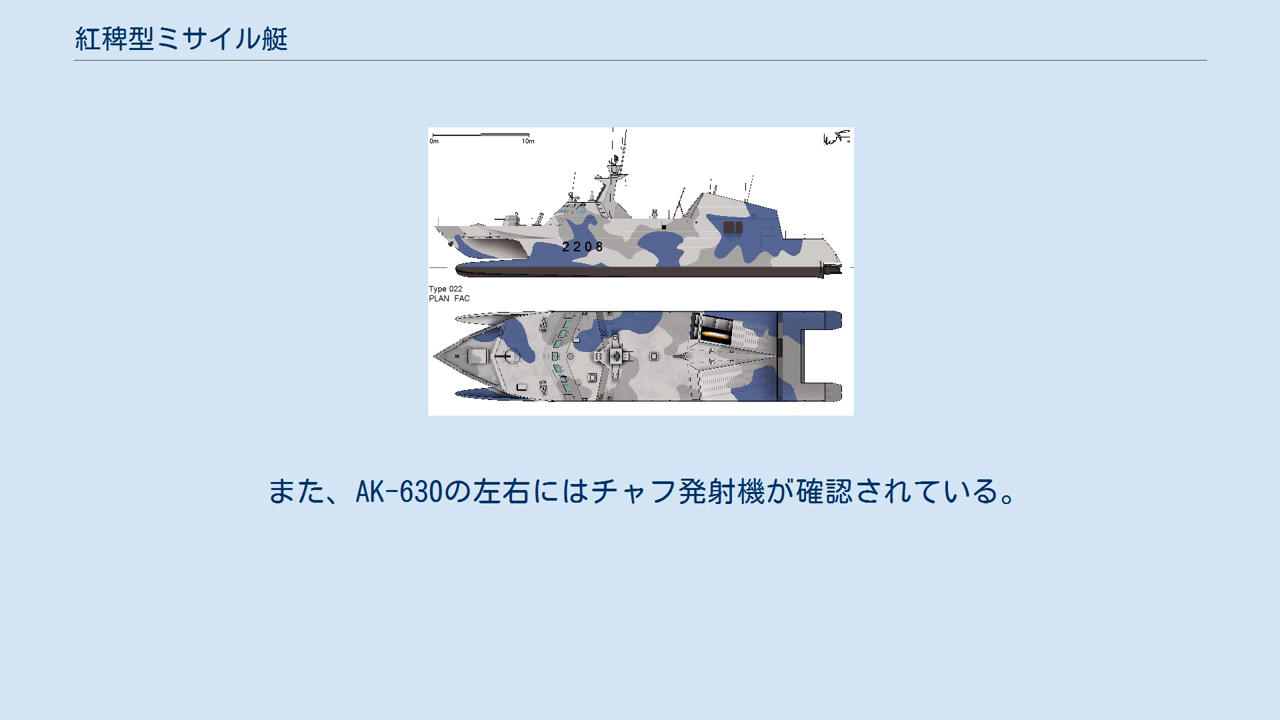 紅稗型ミサイル艇
0m 10m
2208
Type 022
PLAN FAC
また、AK-630の左右にはチャフ発射機が確認されている。